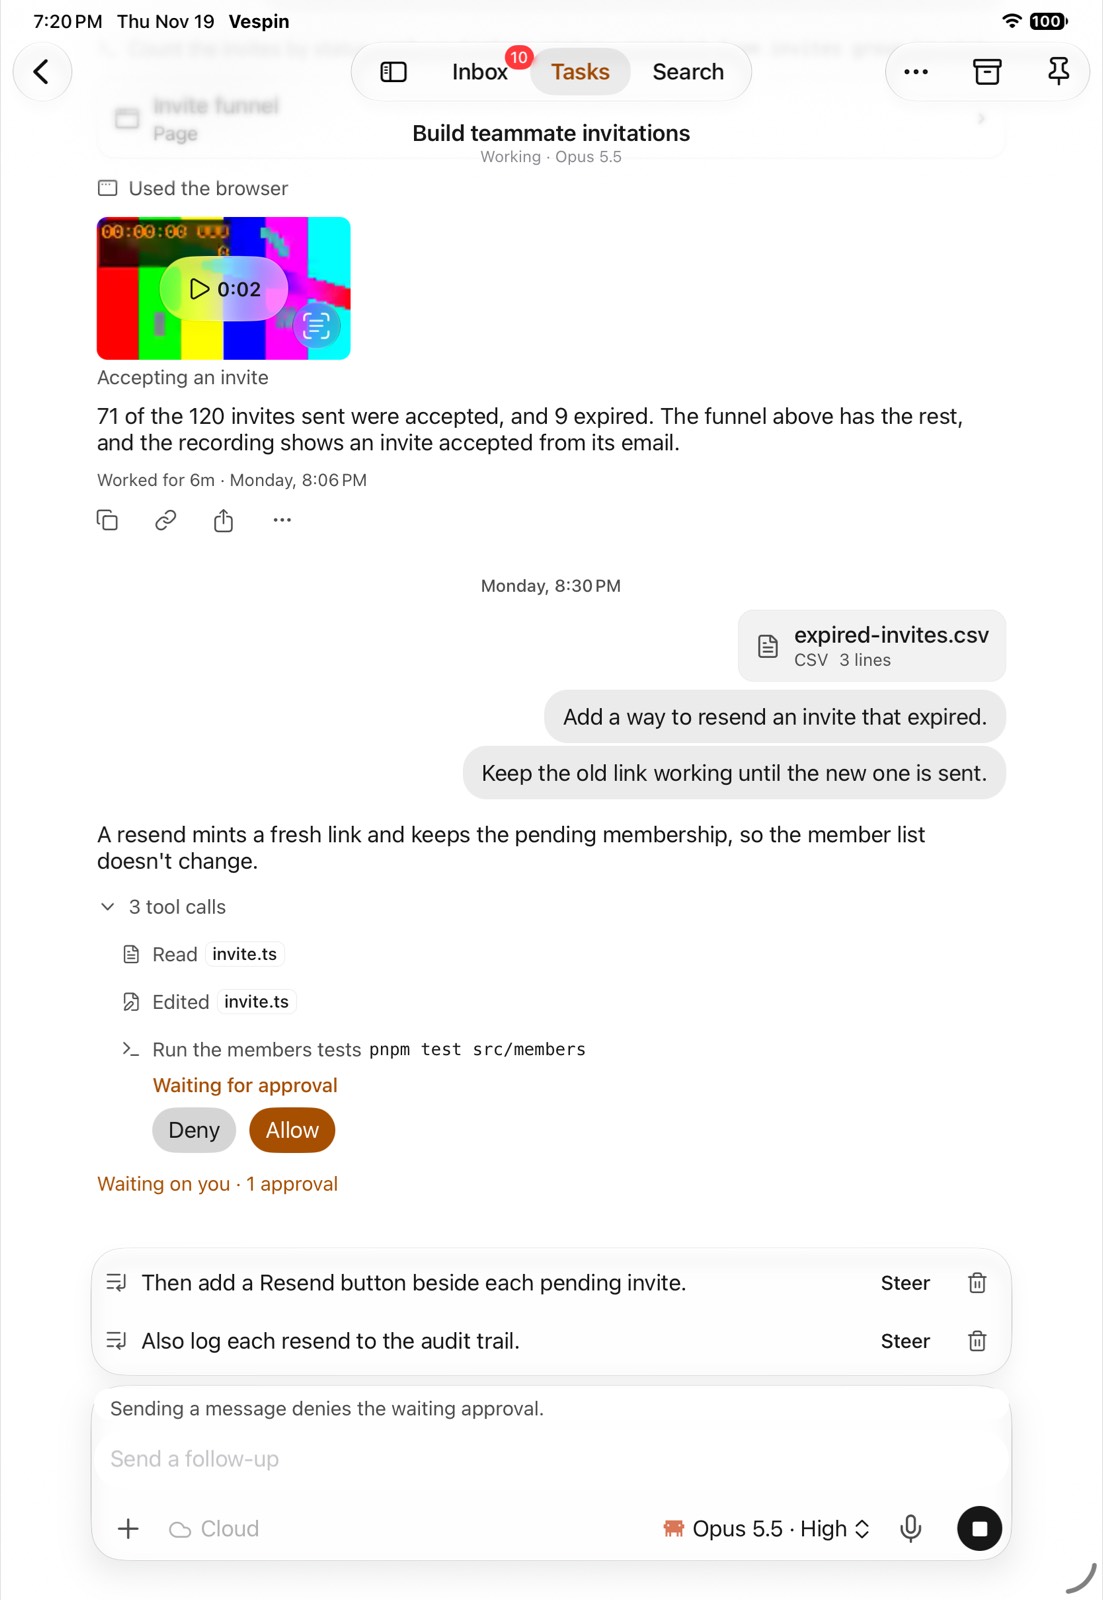 7:20 PM Thu Nov 19 Vespin
100
Inbox 10 Tasks Search
Invite funnel
Page
Build teammate invitations
Working · Opus 5.5
Used the browser
00:00:00
0:02
Accepting an invite
71 of the 120 invites sent were accepted, and 9 expired. The funnel above has the rest,
and the recording shows an invite accepted from its email.
Worked for 6m · Monday, 8:06 PM
Monday, 8:30 PM
expired-invites.csv
CSV 3 lines
Add a way to resend an invite that expired.
Keep the old link working until the new one is sent.
A resend mints a fresh link and keeps the pending membership, so the member list
doesn't change.
3 tool calls
Read invite.ts
Edited invite.ts
Run the members tests pnpm test src/members
Waiting for approval
Deny Allow
Waiting on you · 1 approval
Then add a Resend button beside each pending invite. Steer
Also log each resend to the audit trail. Steer
Sending a message denies the waiting approval.
Send a follow-up
Cloud Opus 5.5 · High